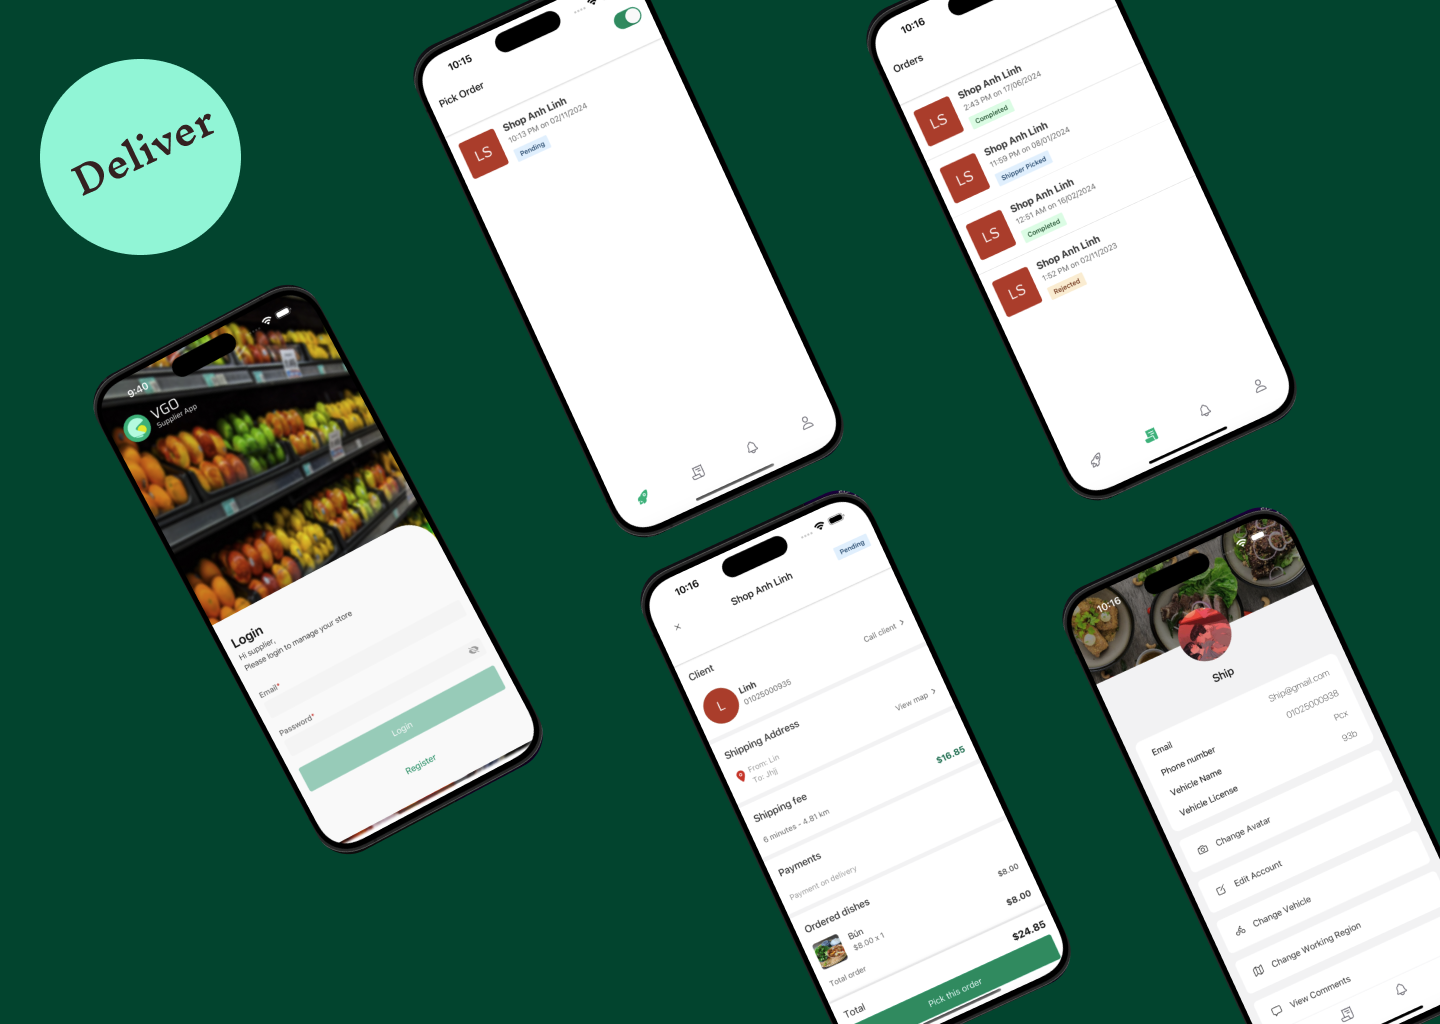 Deliver
9:40
VGO
Supplier App
Login
Hi supplier,
Please login to manage your store
Email*
Password*
Login
Register
10:15
Pick Order
LS
Shop Anh Linh
10:13 PM on 02/11/2024
Pending
10:16
Orders
LS
Shop Anh Linh
2:43 PM on 17/06/2024
Completed
LS
Shop Anh Linh
11:59 PM on 08/01/2024
Shipper Picked
LS
Shop Anh Linh
12:51 AM on 16/02/2024
Completed
LS
Shop Anh Linh
1:52 PM on 02/11/2023
Rejected
10:16
Shop Anh Linh
Pending
Client
Call client
L
Linh
01025000935
Shipping Address
View map
From: Lin
To: Jhjj
Shipping fee
$16.85
6 minutes - 4.81 km
Payments
Payment on delivery
Ordered dishes
$8.00
Bún
$8.00 x 1
Total order
$8.00
Total
$24.85
Pick this order
10:16
Ship
Email
Ship@gmail.com
Phone number
01025000938
Vehicle Name
Pcx
Vehicle License
93b
Change Avatar
Edit Account
Change Vehicle
Change Working Region
View Comments